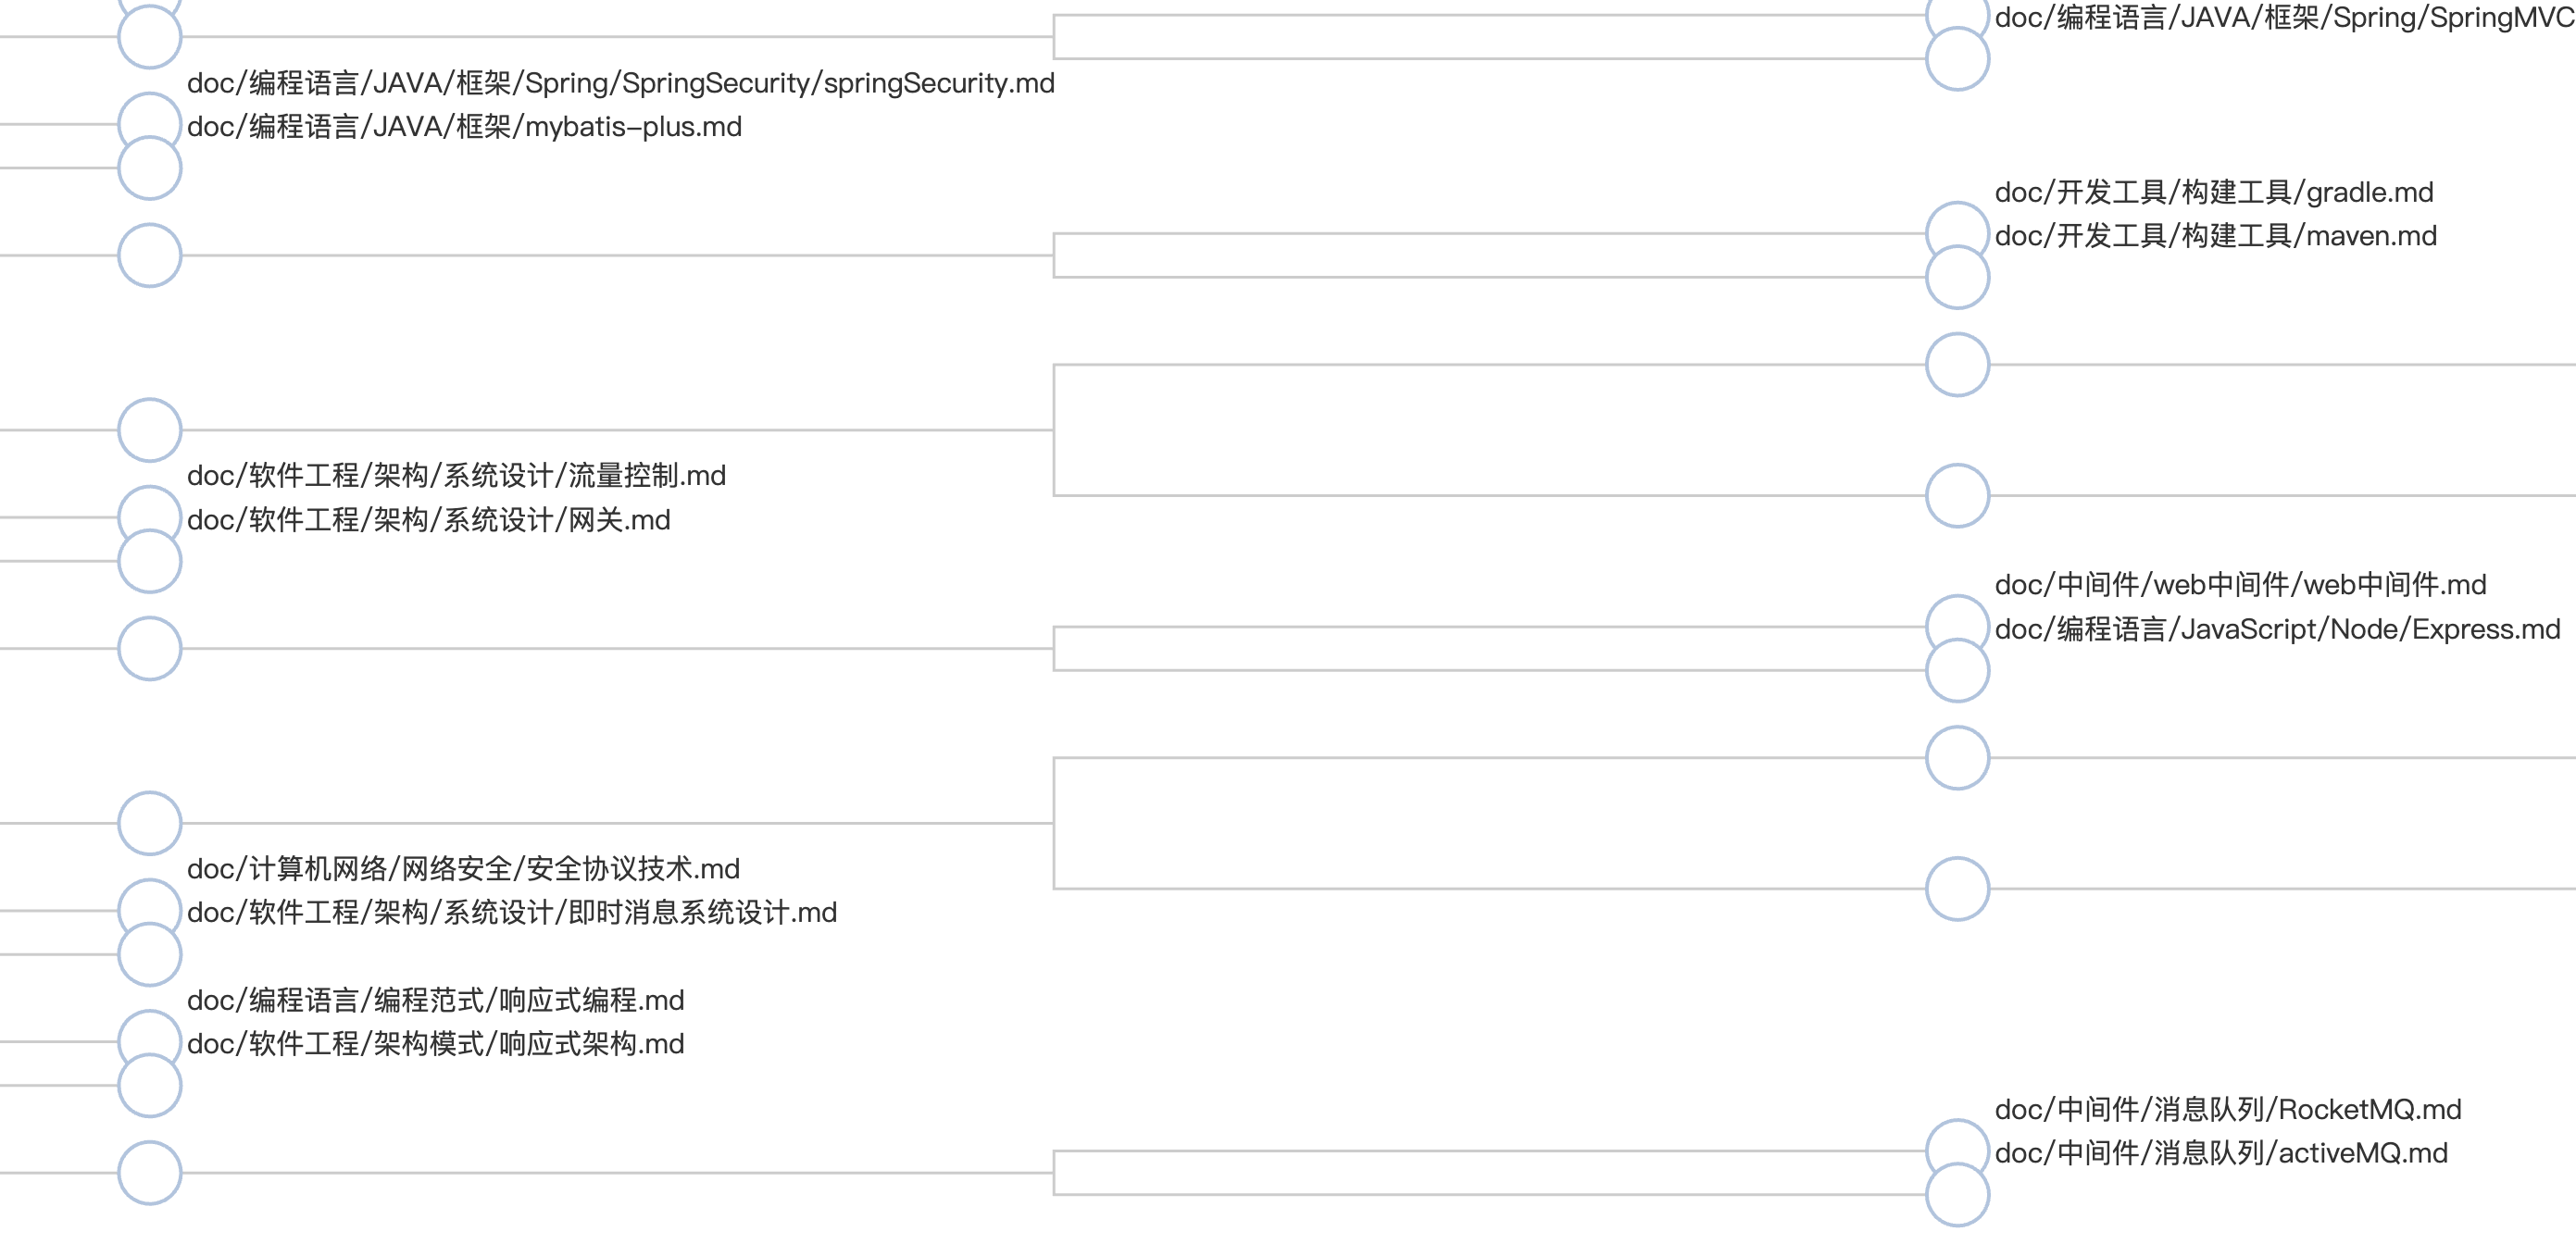 doc/编程语言/JAVA/框架/Spring/SpringMVC
doc/编程语言/JAVA/框架/Spring/SpringSecurity/springSecurity.md
doc/编程语言/JAVA/框架/mybatis-plus.md
doc/开发工具/构建工具/gradle.md
doc/开发工具/构建工具/maven.md
doc/软件工程/架构/系统设计/流量控制.md
doc/软件工程/架构/系统设计/网关.md
doc/中间件/web中间件/web中间件.md
doc/编程语言/JavaScript/Node/Express.md
doc/计算机网络/网络安全/安全协议技术.md
doc/软件工程/架构/系统设计/即时消息系统设计.md
doc/编程语言/编程范式/响应式编程.md
doc/软件工程/架构模式/响应式架构.md
doc/中间件/消息队列/RocketMQ.md
doc/中间件/消息队列/activeMQ.md